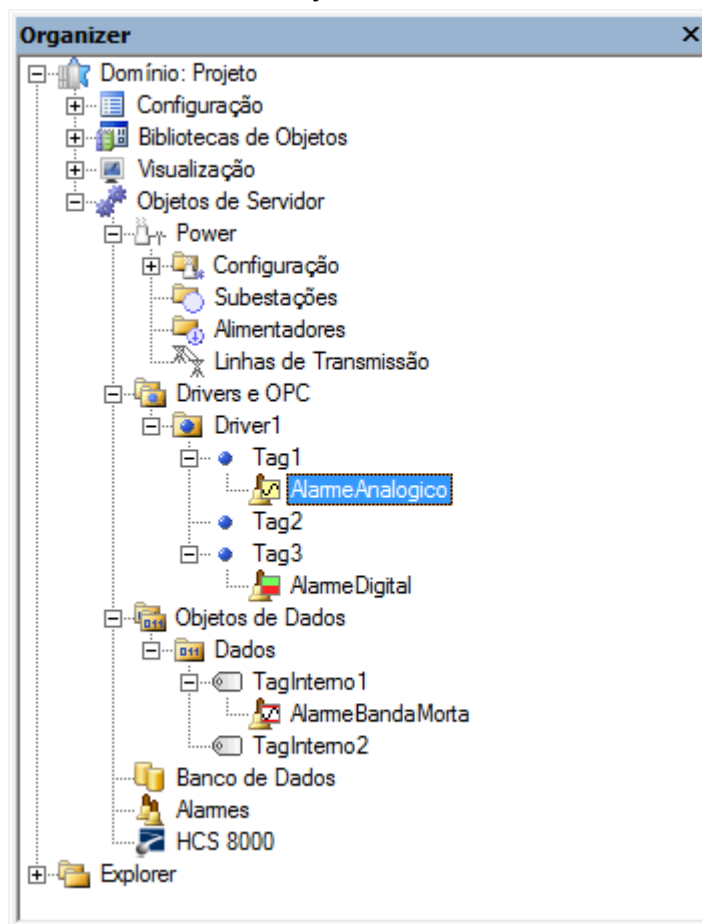 Organizer
Domínio: Projeto
Configuração
Bibliotecas de Objetos
Visualização
Objetos de Servidor
Power
Configuração
Subestações
Alimentadores
Linhas de Transmissão
Drivers e OPC
Driver1
Tag1
AlarmeAnalogico
Tag2
Tag3
AlarmeDigital
Objetos de Dados
Dados
TagInterno1
AlarmeBandaMorta
TagInterno2
Banco de Dados
Alarmes
HCS 8000
Explorer